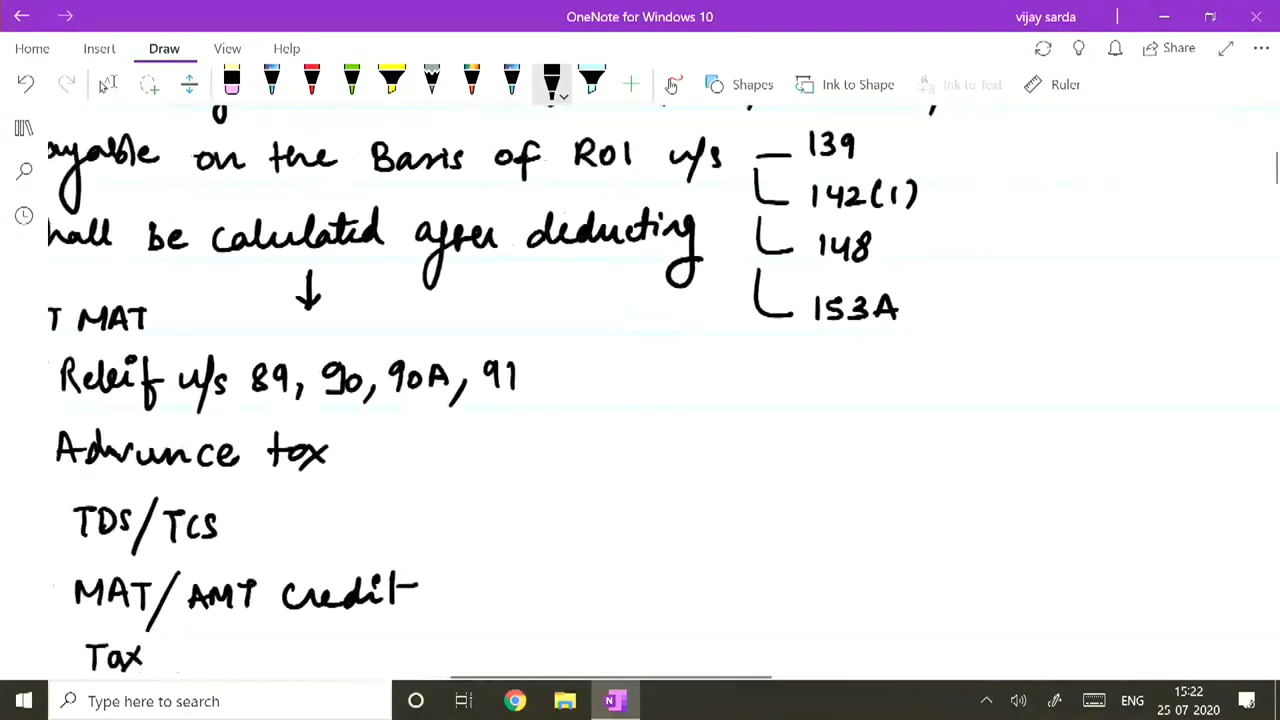 OneNote for Windows 10
vijay sarda
Home Insert Draw View Help
Share
Shapes Ink to Shape Ink to Text Ruler
ayable on the Basis of ROI u/s
139
142(1)
148
153A
hall be calulated after deducting
T MAT
Releif u/s 89, 90, 90A, 91
Advance tax
TDS/TCS
MAT/AMT credit
Tax
Type here to search
ENG
15:22
25 07 2020
3